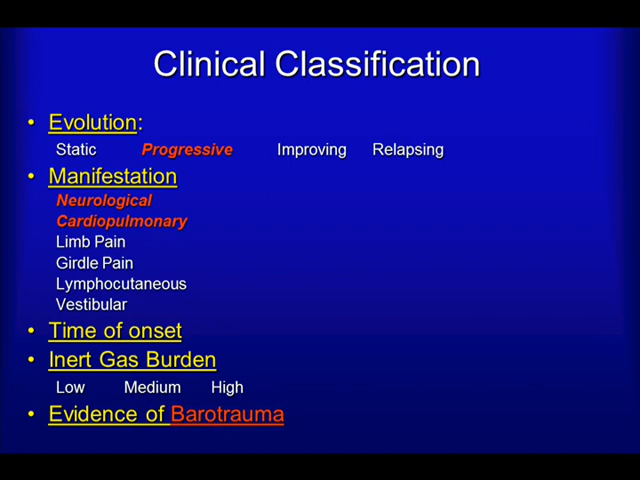 Clinical Classification
• Evolution:
Static Progressive Improving Relapsing
• Manifestation
Neurological
Cardiopulmonary
Limb Pain
Girdle Pain
Lymphocutaneous
Vestibular
• Time of onset
• Inert Gas Burden
Low Medium High
• Evidence of Barotrauma